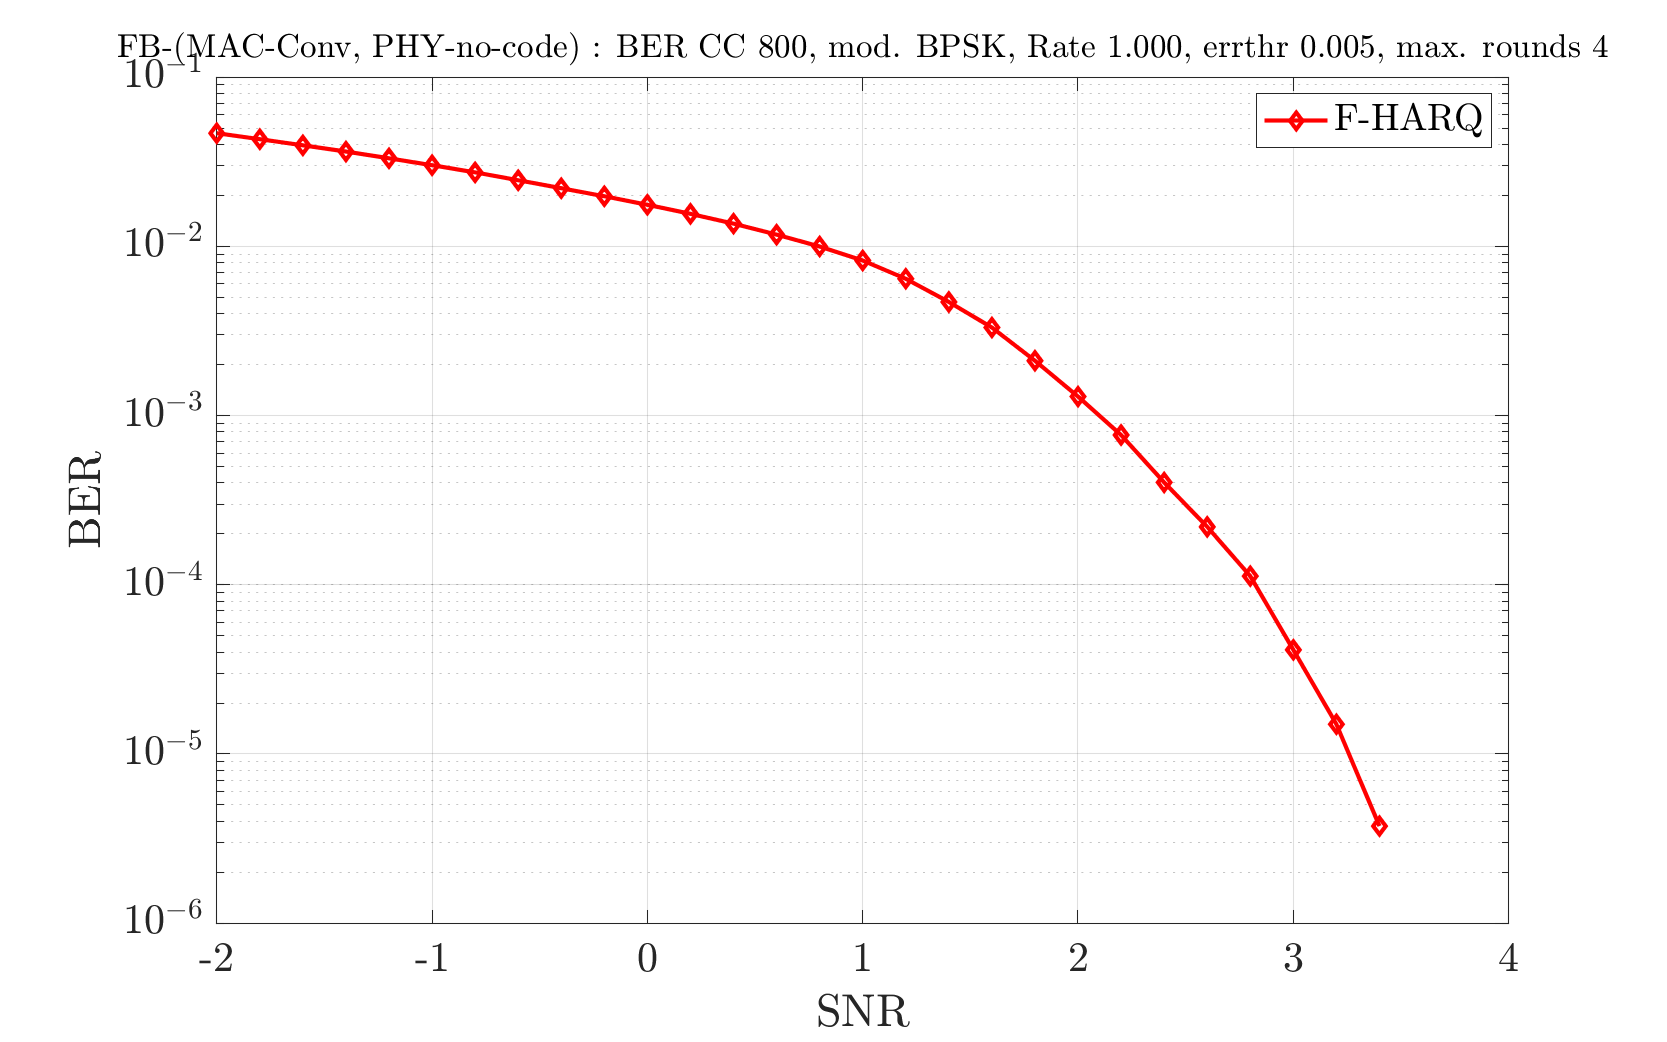 FB-(MAC-Conv, PHY-no-code) : BER CC 800, mod. BPSK, Rate 1.000, errthr 0.005, max. rounds 4
10−1
F-HARQ
10−2
10−3
BER
10−4
10−5
10−6
-2 -1 0 1 2 3 4
SNR